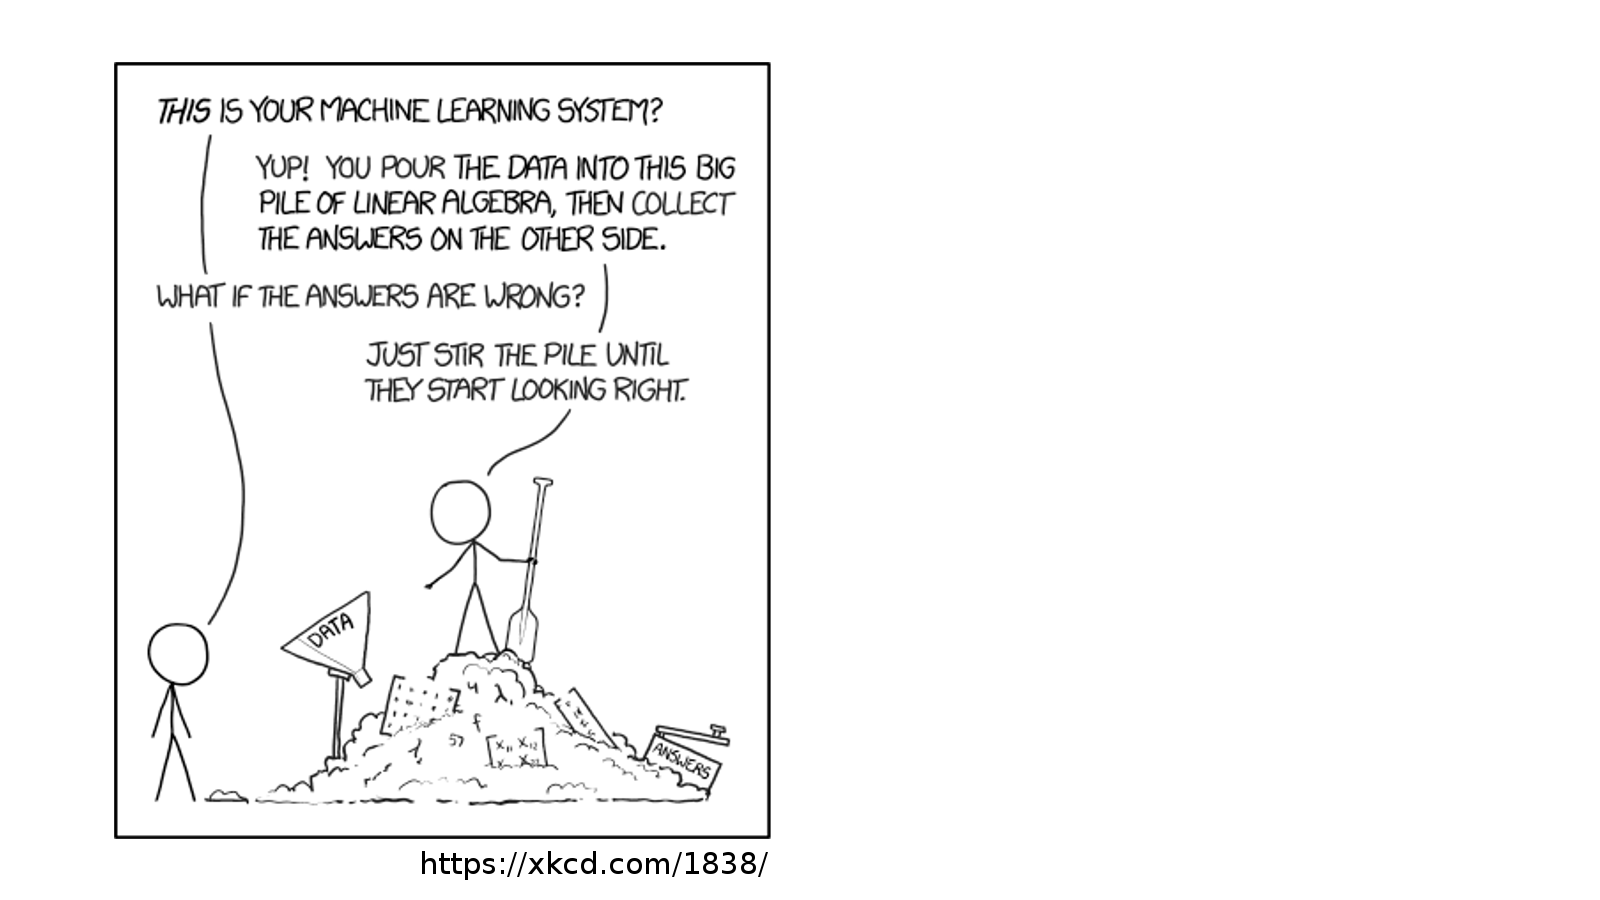 THIS IS YOUR MACHINE LEARNING SYSTEM?
YUP! YOU POUR THE DATA INTO THIS BIG
PILE OF LINEAR ALGEBRA, THEN COLLECT
THE ANSWERS ON THE OTHER SIDE.
WHAT IF THE ANSWERS ARE WRONG?
JUST STIR THE PILE UNTIL
THEY START LOOKING RIGHT.
DATA
λ
57
X₁₁ X₁₂
ANSWERS
https://xkcd.com/1838/